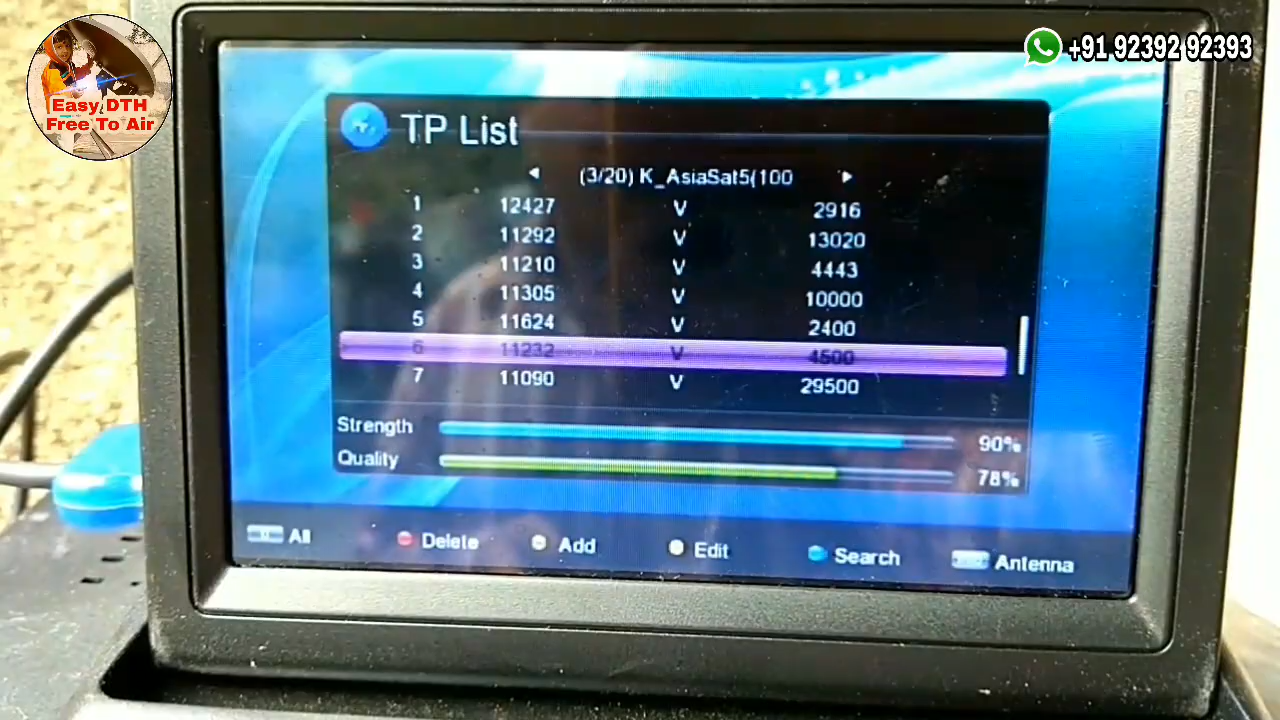 Easy DTH
Free To Air
+91 92392 92393
TP List
(3/20) K_AsiaSat5(100
1 12427 V 2916
2 11292 V 13020
3 11210 V 4443
4 11305 V 10000
5 11624 V 2400
6 11232 V 4500
7 11090 V 29500
Strength 90%
Quality 78%
All Delete Add Edit Search Antenna